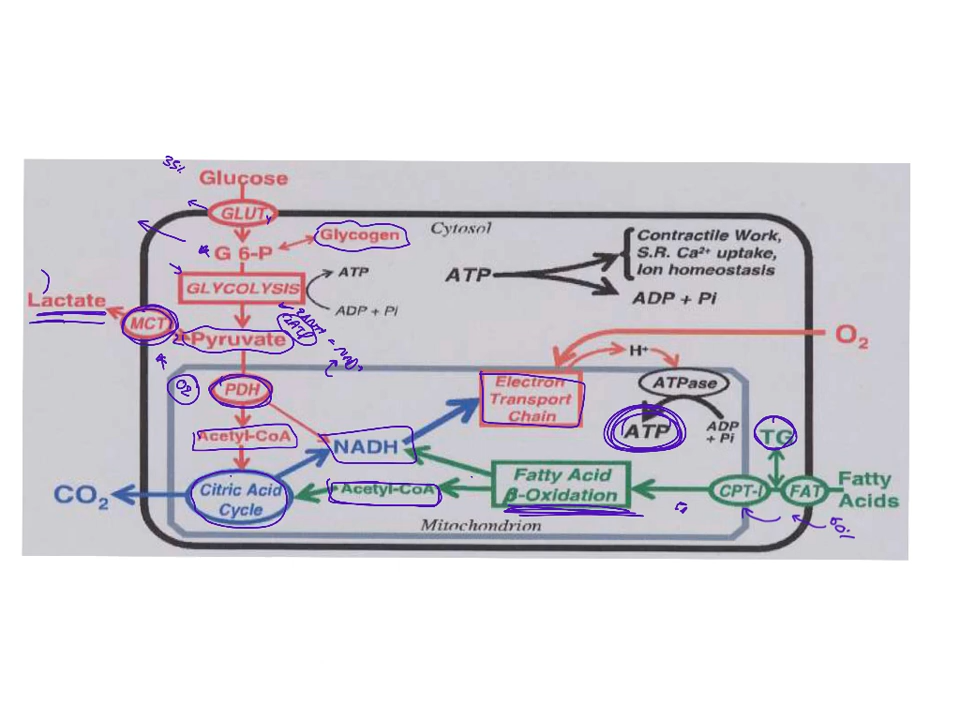 35%
Glucose
GLUT
Cytosol
G 6-P
Glycogen
GLYCOLYSIS
ATP
ADP + Pi
ATP
Contractile Work,
S.R. Ca²⁺ uptake,
Ion homeostasis
ADP + Pi
Lactate
MCT
Pyruvate
O₂
H⁺
O2
PDH
Electron
Transport
Chain
ATPase
ATP
ADP
+ Pi
TG
Acetyl-CoA
NADH
CO₂
Citric Acid
Cycle
Acetyl-CoA
Fatty Acid
β-Oxidation
CPT-I
FAT
Fatty
Acids
Mitochondrion